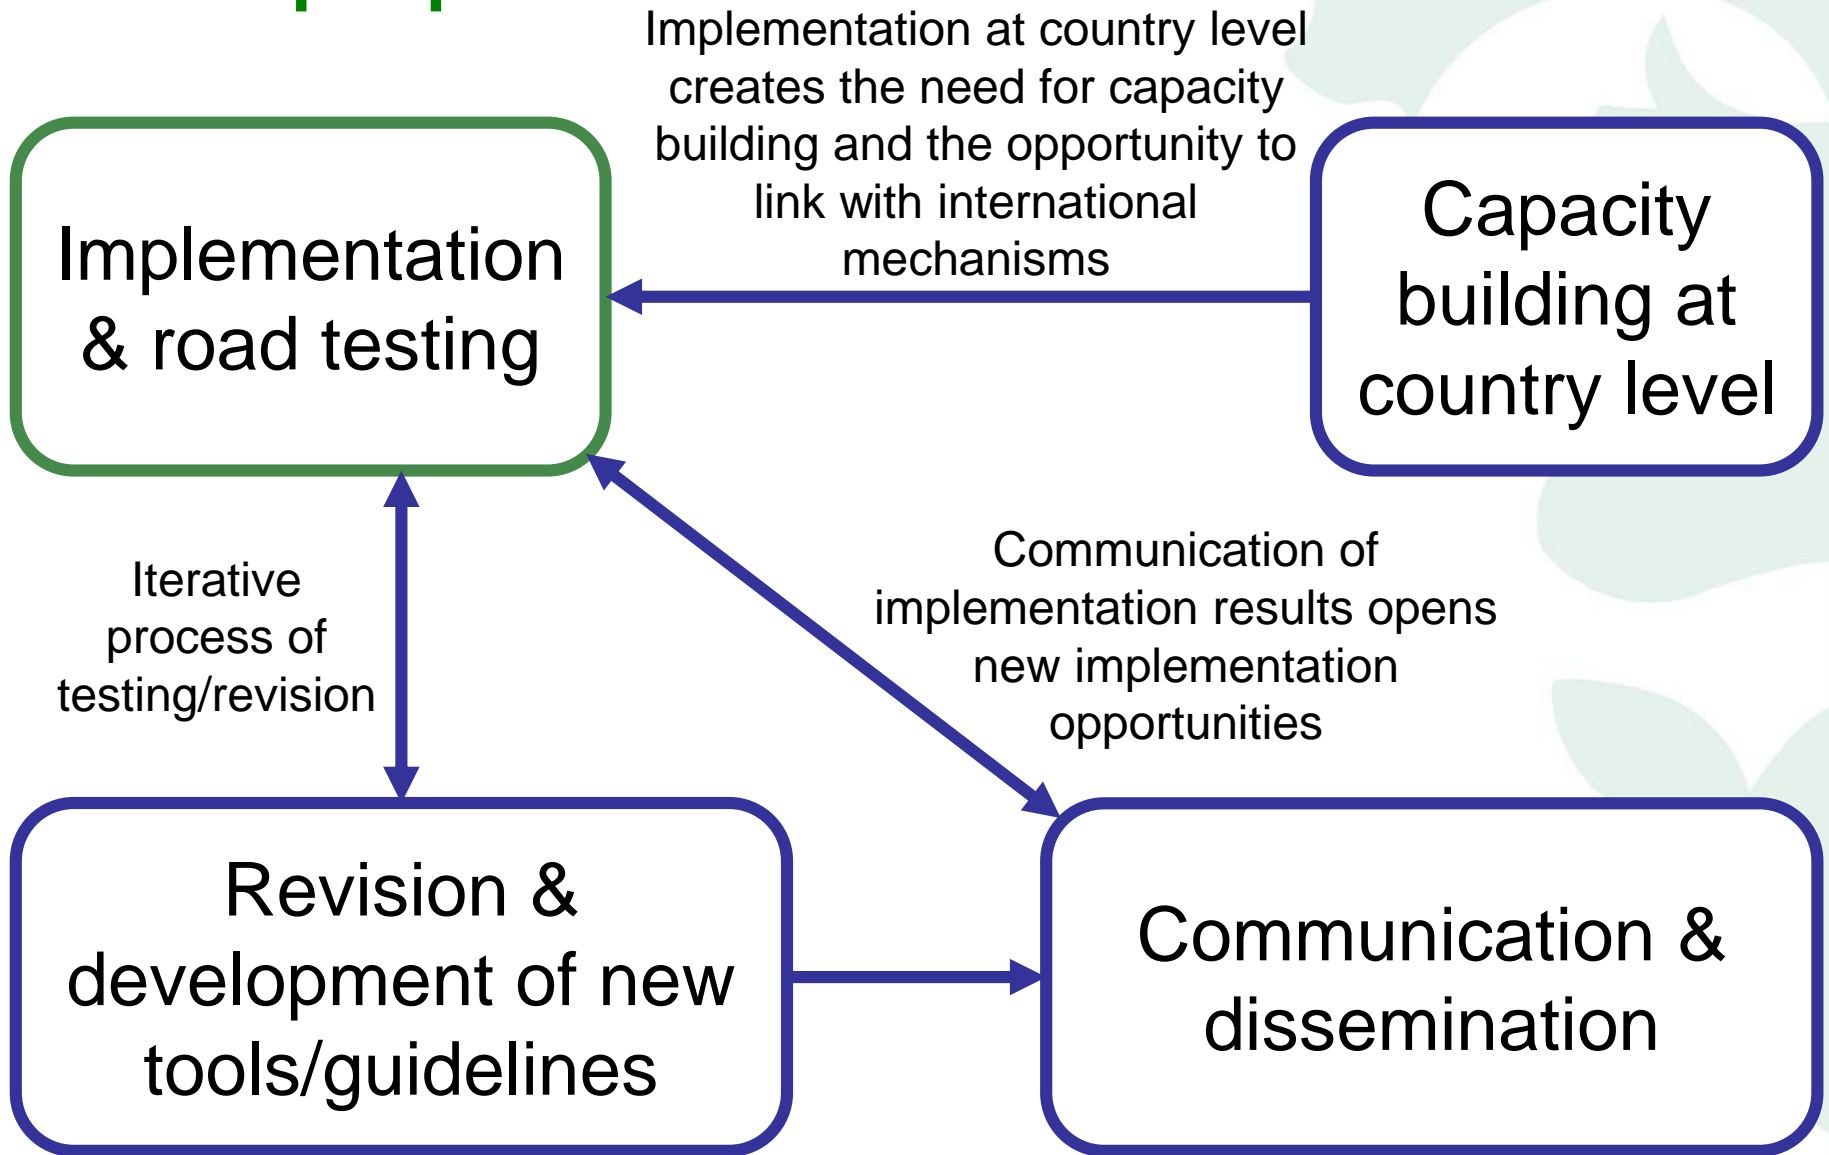 Implementation at country level
creates the need for capacity
building and the opportunity to
link with international
mechanisms
Implementation
& road testing
Capacity
building at
country level
Iterative
process of
testing/revision
Communication of
implementation results opens
new implementation
opportunities
Revision &
development of new
tools/guidelines
Communication &
dissemination